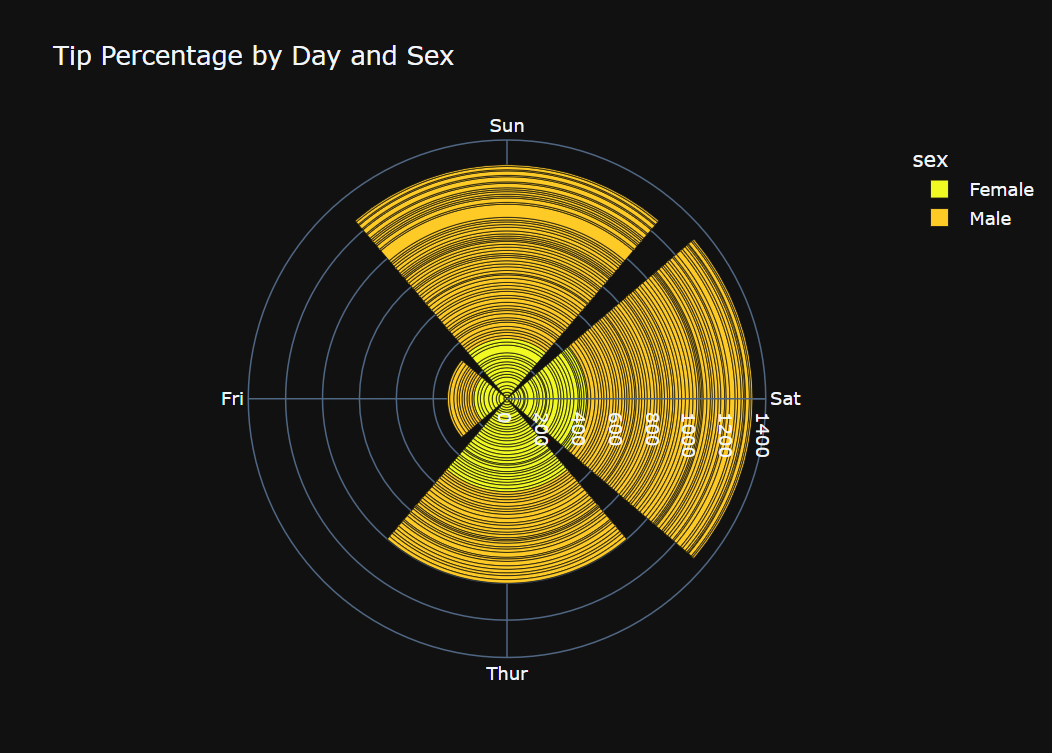 Tip Percentage by Day and Sex
Sun
sex
Female
Male
Fri
Sat
0
200
400
600
800
1000
1200
1400
Thur